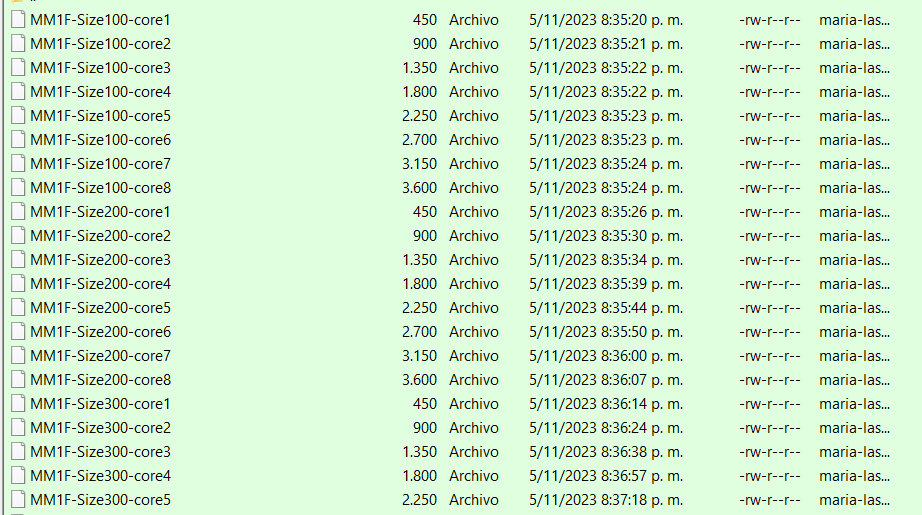 MM1F-Size100-core1 450 Archivo 5/11/2023 8:35:20 p. m. -rw-r--r-- maria-las...
MM1F-Size100-core2 900 Archivo 5/11/2023 8:35:21 p. m. -rw-r--r-- maria-las...
MM1F-Size100-core3 1.350 Archivo 5/11/2023 8:35:22 p. m. -rw-r--r-- maria-las...
MM1F-Size100-core4 1.800 Archivo 5/11/2023 8:35:22 p. m. -rw-r--r-- maria-las...
MM1F-Size100-core5 2.250 Archivo 5/11/2023 8:35:23 p. m. -rw-r--r-- maria-las...
MM1F-Size100-core6 2.700 Archivo 5/11/2023 8:35:23 p. m. -rw-r--r-- maria-las...
MM1F-Size100-core7 3.150 Archivo 5/11/2023 8:35:24 p. m. -rw-r--r-- maria-las...
MM1F-Size100-core8 3.600 Archivo 5/11/2023 8:35:24 p. m. -rw-r--r-- maria-las...
MM1F-Size200-core1 450 Archivo 5/11/2023 8:35:26 p. m. -rw-r--r-- maria-las...
MM1F-Size200-core2 900 Archivo 5/11/2023 8:35:30 p. m. -rw-r--r-- maria-las...
MM1F-Size200-core3 1.350 Archivo 5/11/2023 8:35:34 p. m. -rw-r--r-- maria-las...
MM1F-Size200-core4 1.800 Archivo 5/11/2023 8:35:39 p. m. -rw-r--r-- maria-las...
MM1F-Size200-core5 2.250 Archivo 5/11/2023 8:35:44 p. m. -rw-r--r-- maria-las...
MM1F-Size200-core6 2.700 Archivo 5/11/2023 8:35:50 p. m. -rw-r--r-- maria-las...
MM1F-Size200-core7 3.150 Archivo 5/11/2023 8:36:00 p. m. -rw-r--r-- maria-las...
MM1F-Size200-core8 3.600 Archivo 5/11/2023 8:36:07 p. m. -rw-r--r-- maria-las...
MM1F-Size300-core1 450 Archivo 5/11/2023 8:36:14 p. m. -rw-r--r-- maria-las...
MM1F-Size300-core2 900 Archivo 5/11/2023 8:36:24 p. m. -rw-r--r-- maria-las...
MM1F-Size300-core3 1.350 Archivo 5/11/2023 8:36:38 p. m. -rw-r--r-- maria-las...
MM1F-Size300-core4 1.800 Archivo 5/11/2023 8:36:57 p. m. -rw-r--r-- maria-las...
MM1F-Size300-core5 2.250 Archivo 5/11/2023 8:37:18 p. m. -rw-r--r-- maria-las...